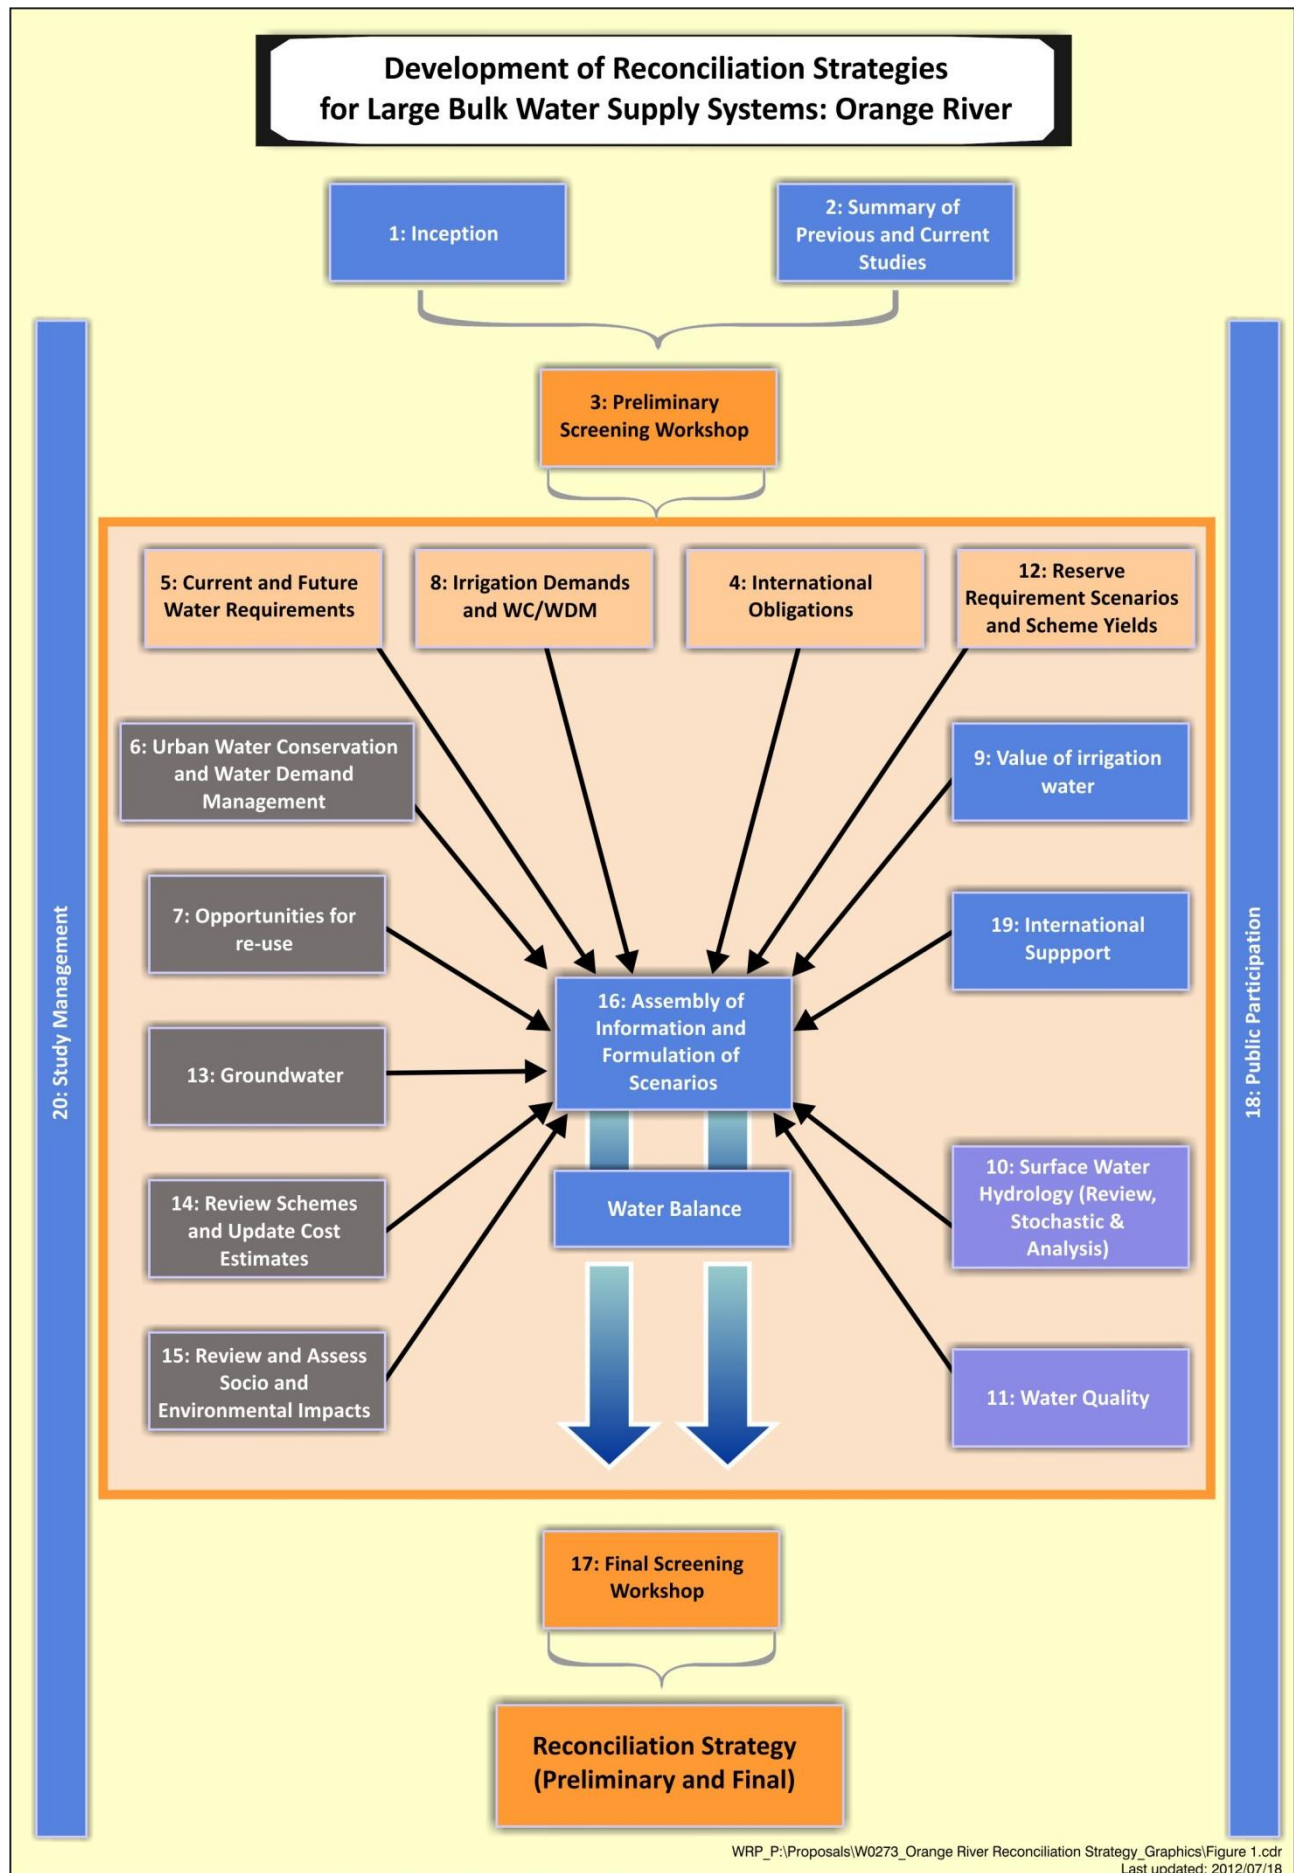 Development of Reconciliation Strategies
for Large Bulk Water Supply Systems: Orange River
1: Inception
2: Summary of
Previous and Current
Studies
3: Preliminary
Screening Workshop
5: Current and Future
Water Requirements
8: Irrigation Demands
and WC/WDM
4: International
Obligations
12: Reserve
Requirement Scenarios
and Scheme Yields
6: Urban Water Conservation
and Water Demand
Management
9: Value of irrigation
water
7: Opportunities for
re-use
19: International
Suppport
16: Assembly of
Information and
Formulation of
Scenarios
13: Groundwater
20: Study Management
18: Public Participation
14: Review Schemes
and Update Cost
Estimates
Water Balance
10: Surface Water
Hydrology (Review,
Stochastic &
Analysis)
15: Review and Assess
Socio and
Environmental Impacts
11: Water Quality
17: Final Screening
Workshop
Reconciliation Strategy
(Preliminary and Final)
WRP_P:\Proposals\W0273_Orange River Reconciliation Strategy_Graphics\Figure 1.cdr
Last updated: 2012/07/18